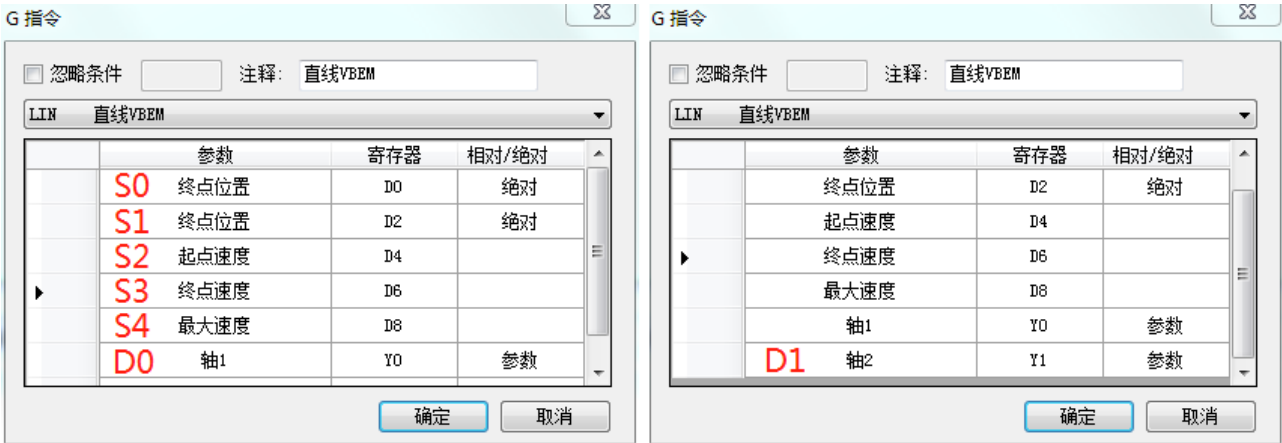 G 指令
忽略条件 注释: 直线VBEM
LIN 直线VBEM
参数 寄存器 相对/绝对
S0 终点位置 D0 绝对
S1 终点位置 D2 绝对
S2 起点速度 D4
S3 终点速度 D6
S4 最大速度 D8
D0 轴1 Y0 参数
确定 取消
G 指令
忽略条件 注释: 直线VBEM
LIN 直线VBEM
参数 寄存器 相对/绝对
终点位置 D2 绝对
起点速度 D4
终点速度 D6
最大速度 D8
轴1 Y0 参数
D1 轴2 Y1 参数
确定 取消